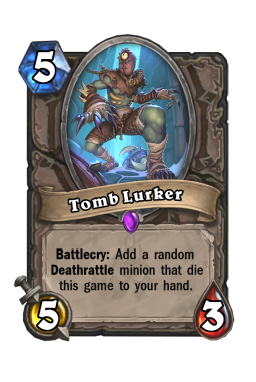 5
Tomb Lurker
Battlecry: Add a random
Deathrattle minion that die
this game to your hand.
5
3